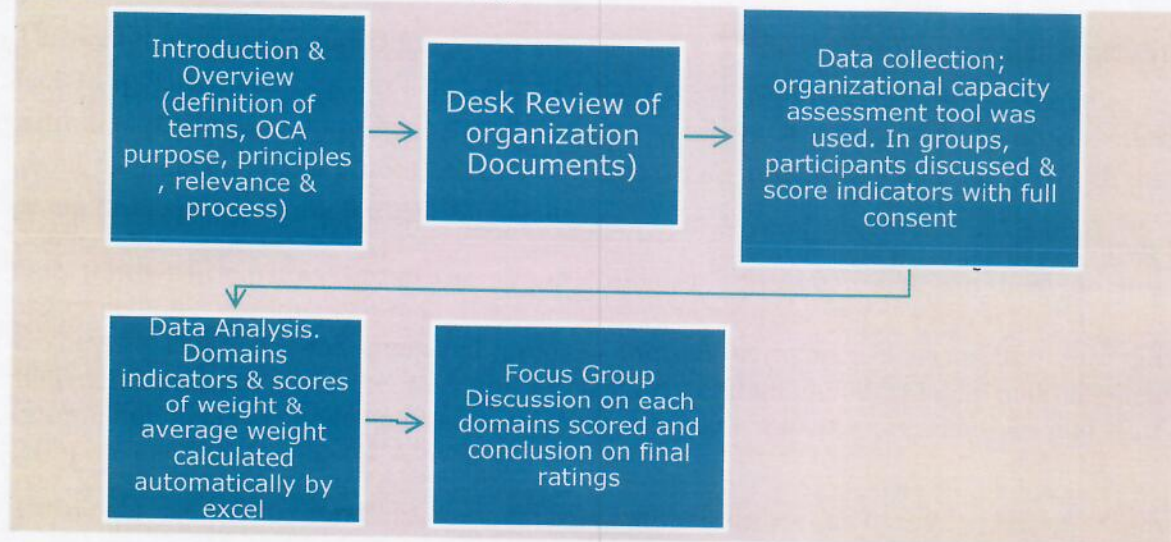 Introduction &
Overview
(definition of
terms, OCA
purpose, principles
, relevance &
process)
Desk Review of
organization
Documents)
Data collection;
organizational capacity
assessment tool was
used. In groups,
participants discussed &
score indicators with full
consent
Data Analysis.
Domains
indicators & scores
of weight &
average weight
calculated
automatically by
excel
Focus Group
Discussion on each
domains scored and
conclusion on final
ratings